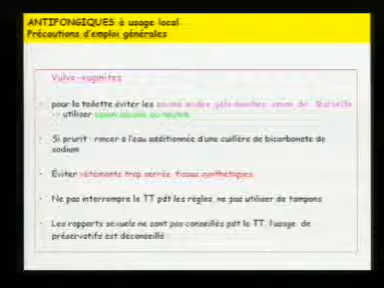 ANTIFONGIQUES à usage local
Précautions d'emploi générales
Vulvo-vaginites
pour la toilette éviter les savons acides, gels douches, savon de Marseille
→ utiliser savon alcalin ou neutre
Si prurit : rincer à l'eau additionnée d'une cuillère de bicarbonate de
sodium
Éviter vêtements trop serrés, tissus synthétiques
Ne pas interrompre le TT pdt les règles, ne pas utiliser de tampons
Les rapports sexuels ne sont pas conseillés pdt le TT, l'usage de
préservatifs est déconseillé